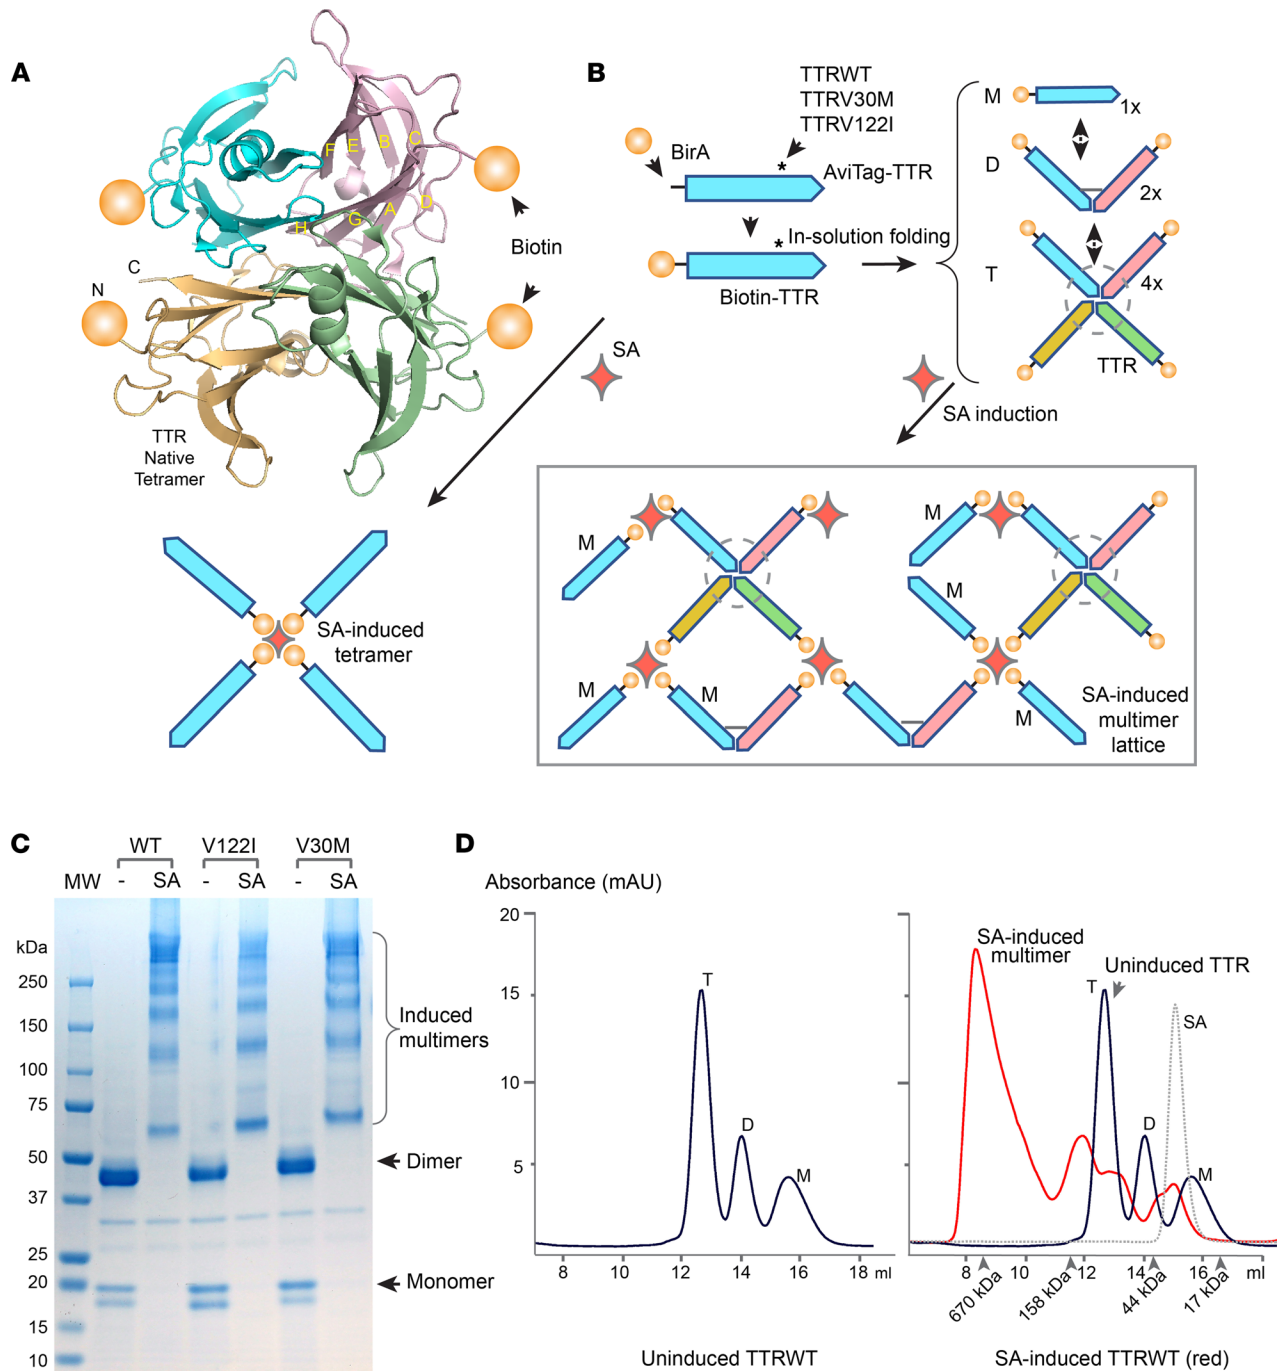 A
F
E
B
C
H
G
A
D
Biotin
C
N
TTR
Native
Tetramer
SA
SA-induced
tetramer
B
TTRWT
TTRV30M
TTRV122I
BirA
*
AviTag-TTR
*
In-solution folding
Biotin-TTR
M
1x
D
2x
T
4x
TTR
SA induction
M
M
M
M
M
M
SA-induced
multimer
lattice
C
WT
V122I
V30M
MW
-
SA
-
SA
-
SA
kDa
250
150
100
75
50
37
25
20
15
10
Induced
multimers
Dimer
Monomer
D
Absorbance (mAU)
20
15
10
5
T
D
M
8
10
12
14
16
18
ml
Uninduced TTRWT
SA-induced
multimer
Uninduced TTR
T
SA
D
M
8
10
12
14
16
ml
670 kDa
158 kDa
44 kDa
17 kDa
SA-induced TTRWT (red)